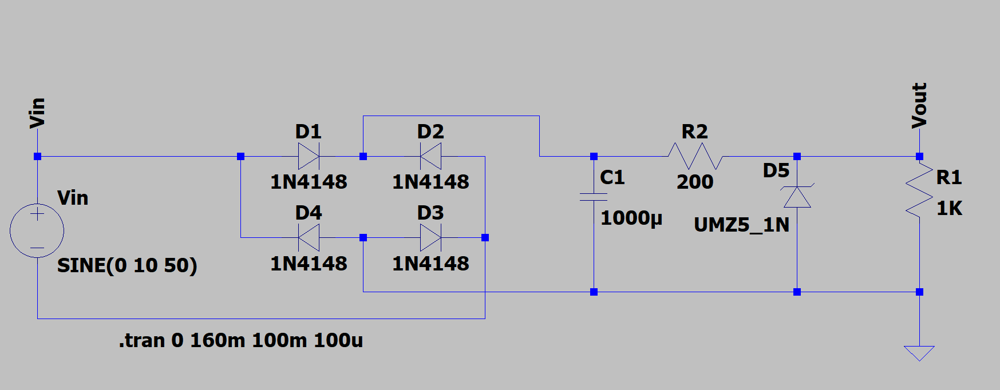 Vin
Vin
SINE(0 10 50)
D1
1N4148
D2
1N4148
D4
1N4148
D3
1N4148
C1
1000µ
R2
200
D5
UMZ5_1N
Vout
R1
1K
.tran 0 160m 100m 100u